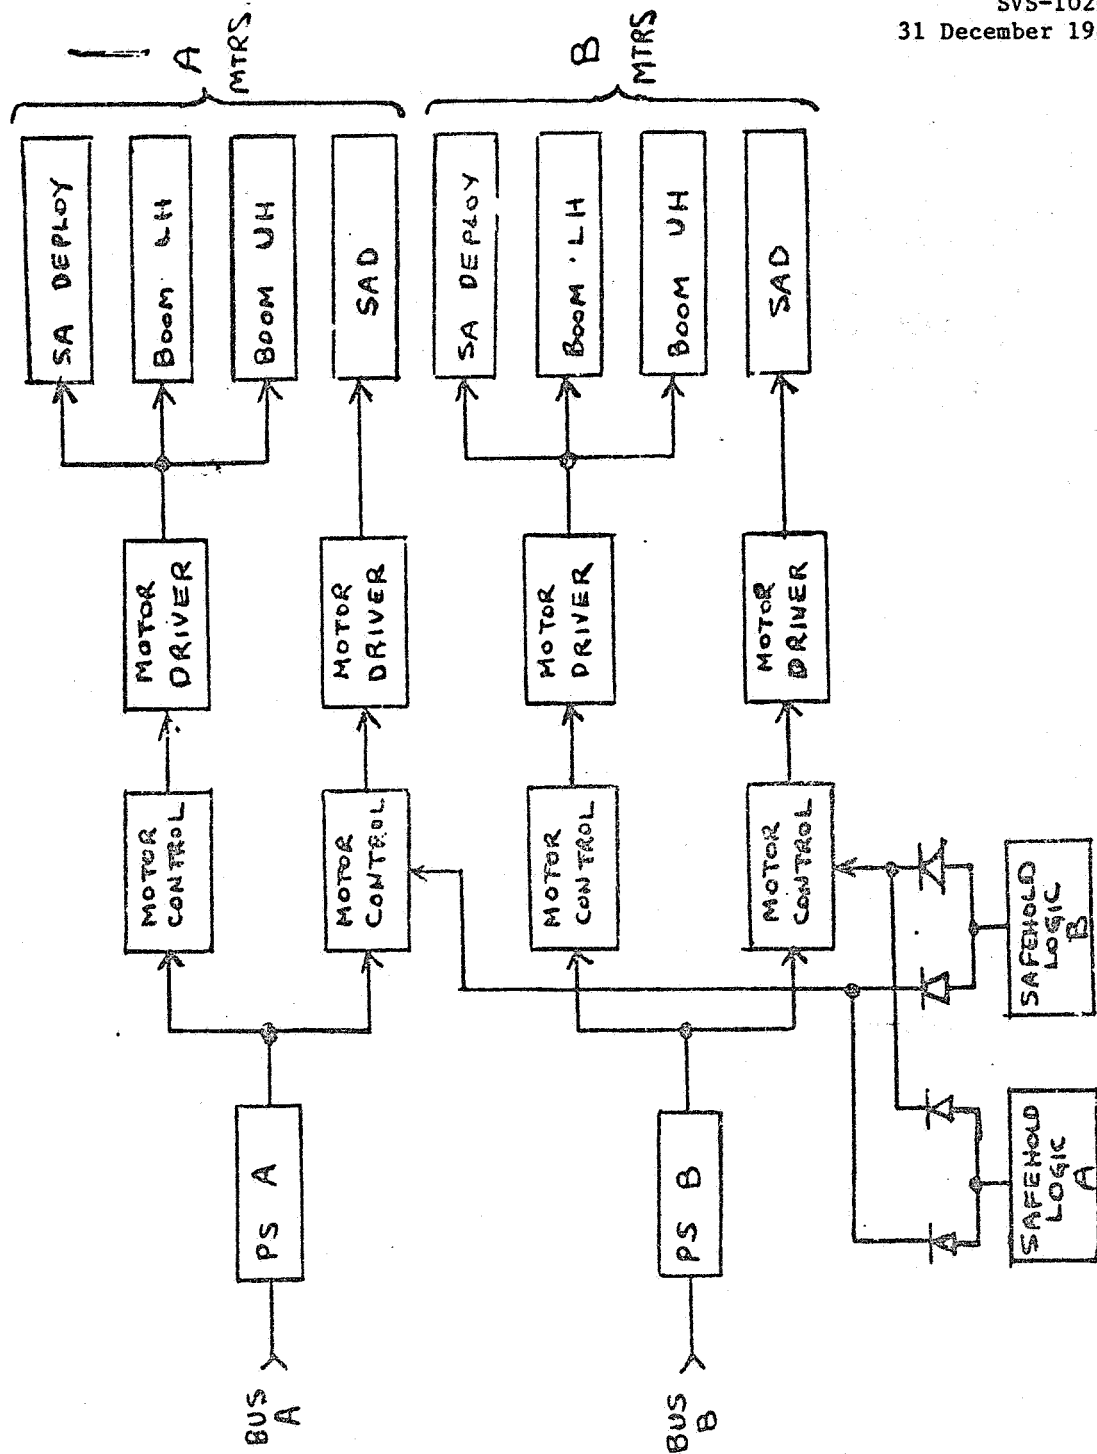 31 December 19
A
MTRS.
B
MTRS
SA DEPLOY
BOOM LH
BOOM UH
SAD
SA DEPLOY
BOOM LH
BOOM UH
SAD
MOTOR
DRIVER
MOTOR
DRIVER
MOTOR
DRIVER
MOTOR
DRIVER
MOTOR
CONTROL
MOTOR
CONTROL
MOTOR
CONTROL
MOTOR
CONTROL
PS A
PS B
BUS
A
BUS
B
SAFEHOLD
LOGIC
B
SAFEHOLD
LOGIC
A